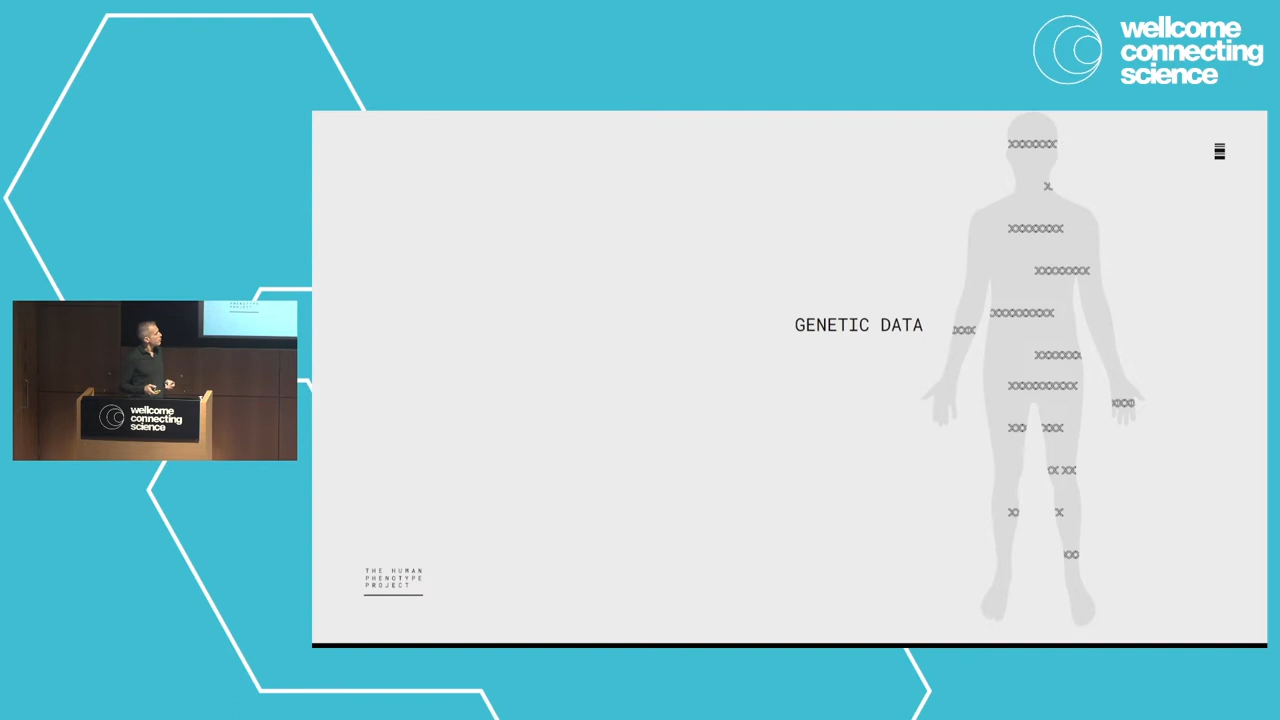 wellcome
connecting
science
GENETIC DATA
THE HUMAN
PHENOTYPE
PROJECT
wellcome
connecting
science